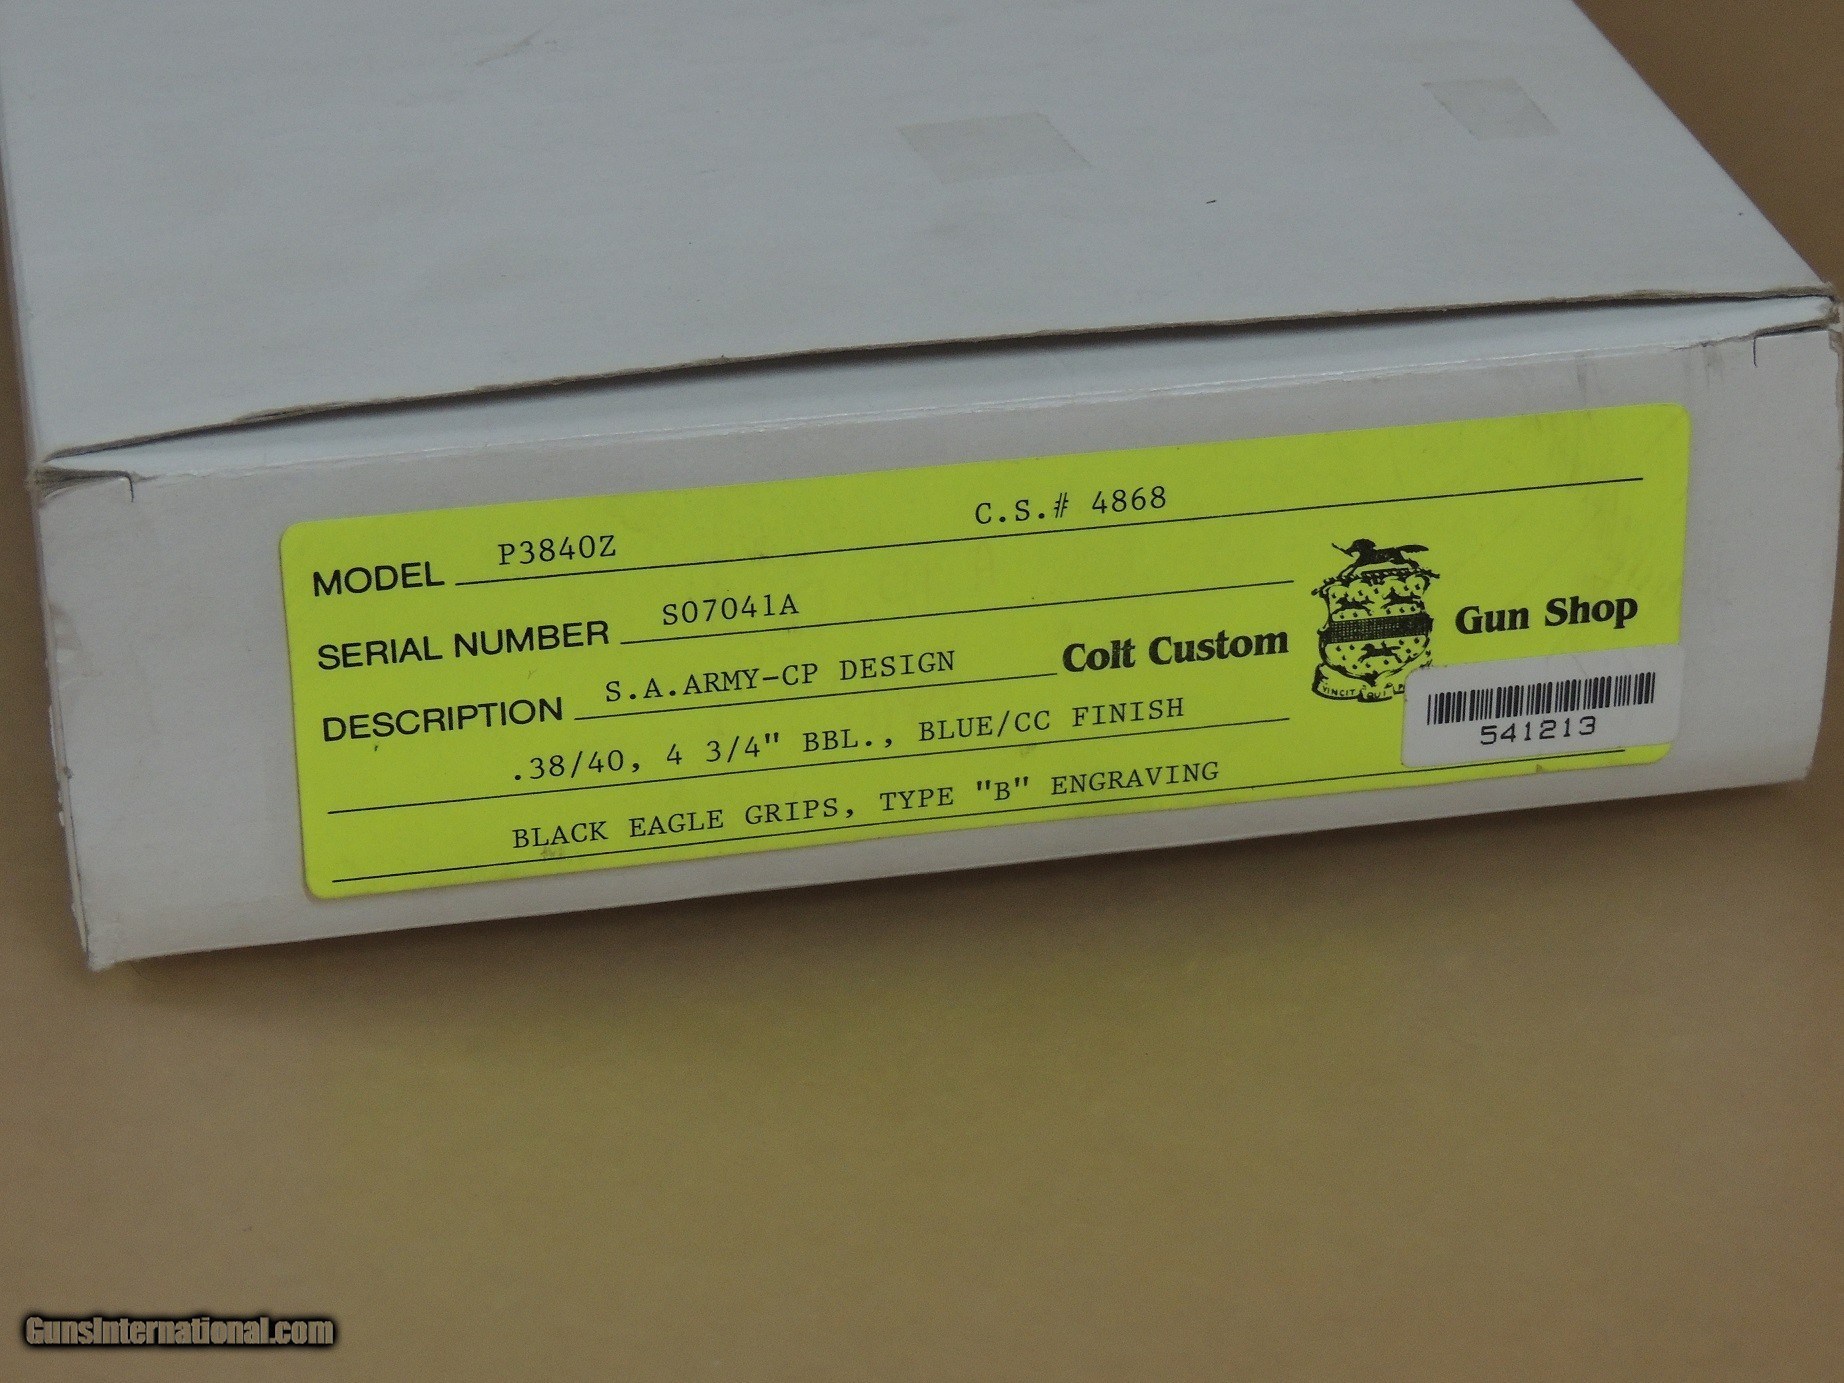 MODEL P3840Z C.S.# 4868
SERIAL NUMBER S07041A
DESCRIPTION S.A.ARMY-CP DESIGN
Colt Custom Gun Shop
VINCIT
.38/40, 4 3/4" BBL., BLUE/CC FINISH
541213
BLACK EAGLE GRIPS, TYPE "B" ENGRAVING
GunsInternational.com